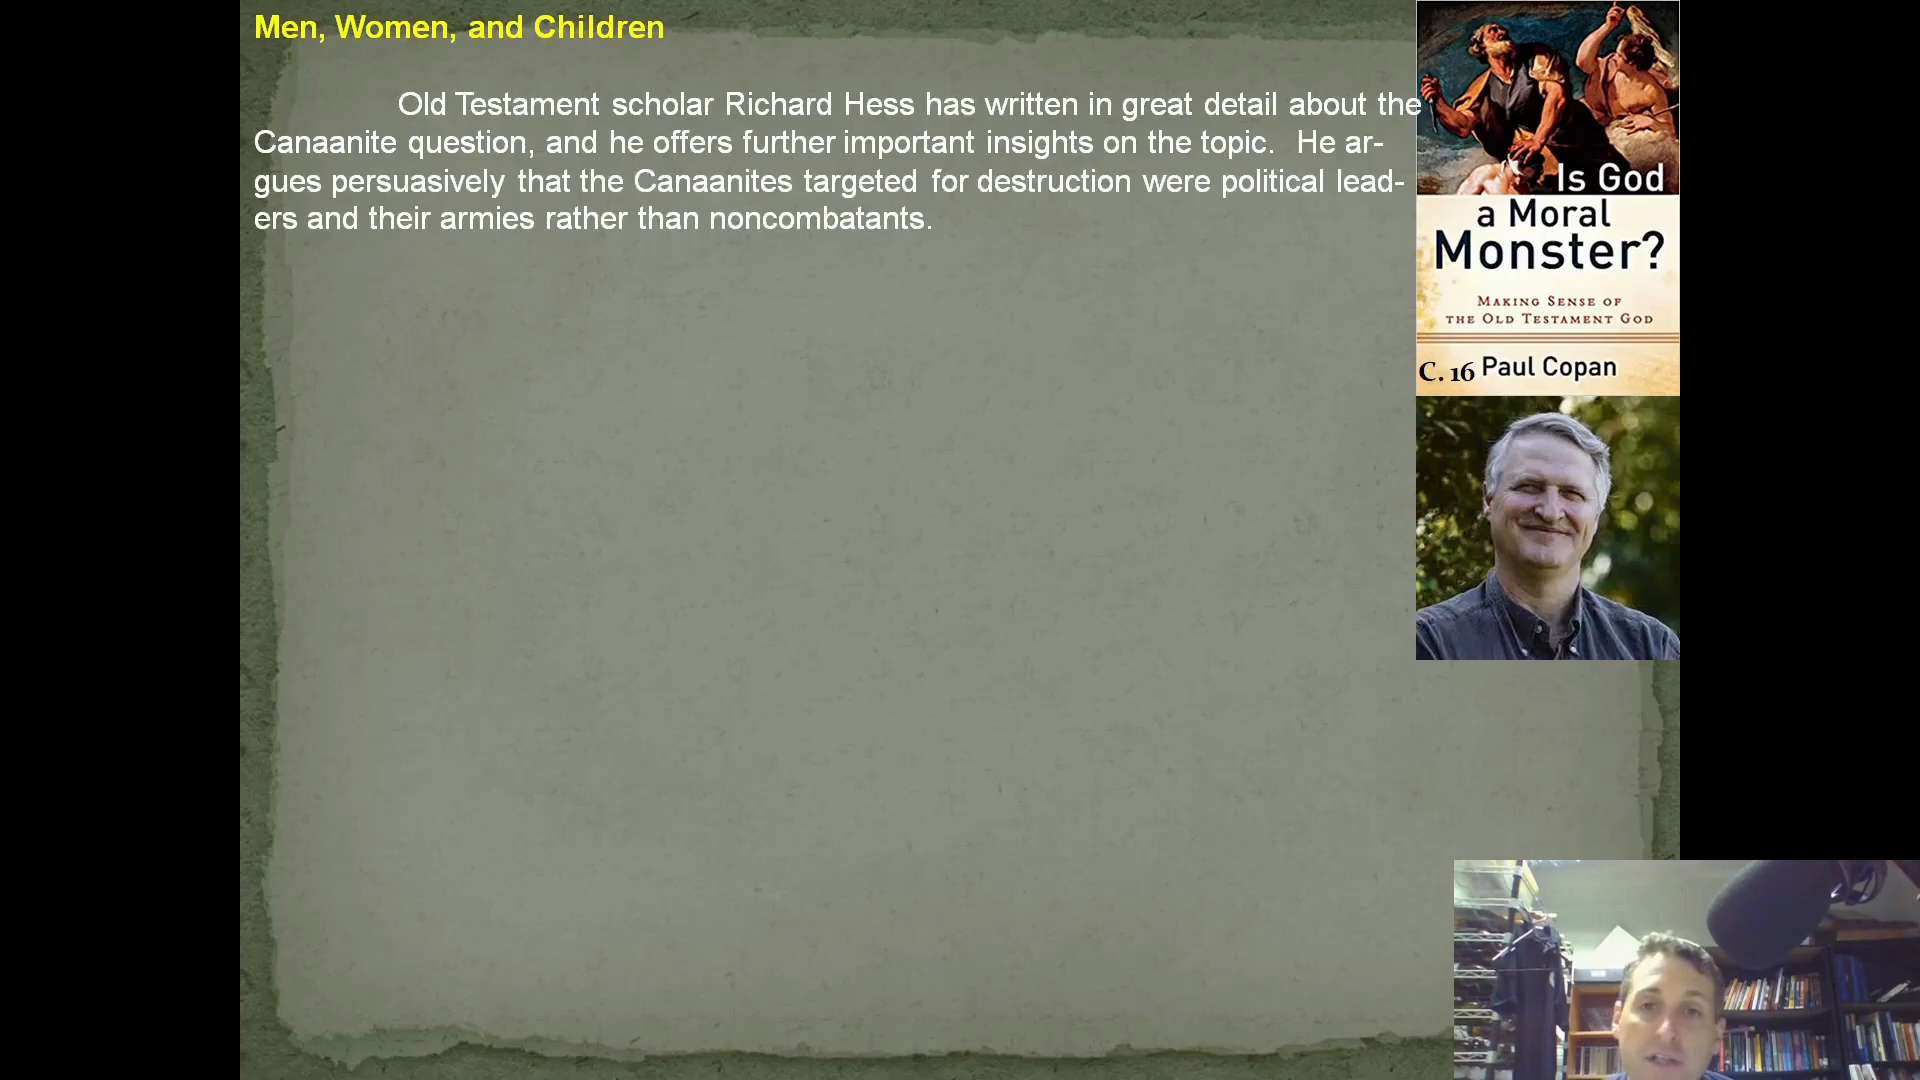 Men, Women, and Children
Old Testament scholar Richard Hess has written in great detail about the
Canaanite question, and he offers further important insights on the topic.  He ar-
gues persuasively that the Canaanites targeted for destruction were political lead-
ers and their armies rather than noncombatants.
Is God
a Moral
Monster?
Making Sense of
the Old Testament God
C. 16 Paul Copan